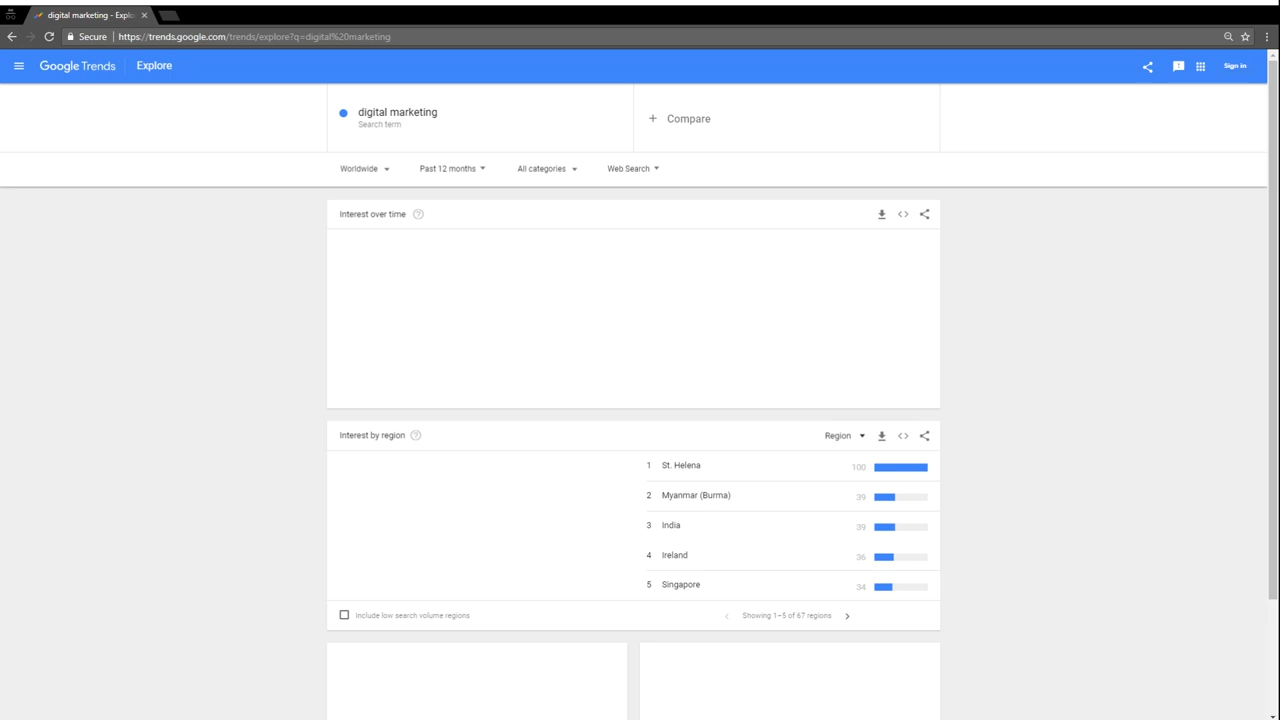 digital marketing - Explo
Secure https://trends.google.com/trends/explore?q=digital%20marketing
Google Trends Explore Sign in
digital marketing
Search term
+ Compare
Worldwide Past 12 months All categories Web Search
Interest over time ?
Interest by region ? Region
1 St. Helena 100
2 Myanmar (Burma) 39
3 India 39
4 Ireland 36
5 Singapore 34
Include low search volume regions Showing 1–5 of 67 regions